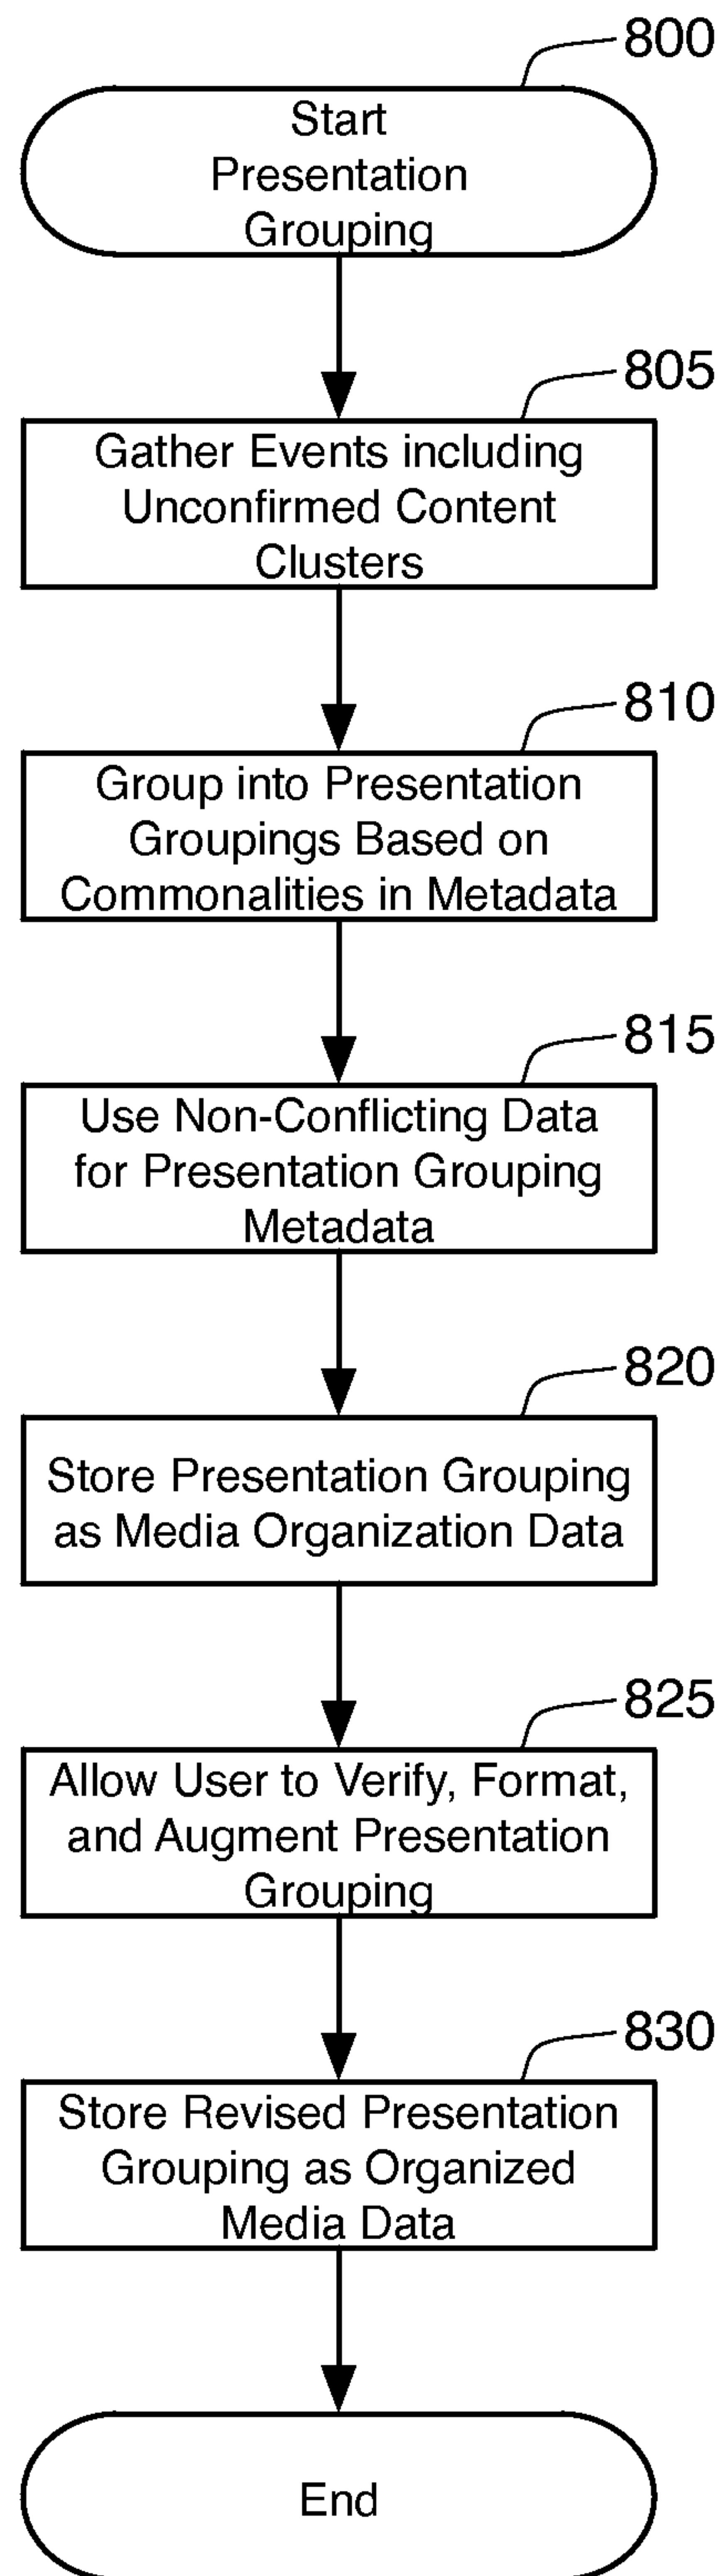 800
Start
Presentation
Grouping
805
Gather Events including
Unconfirmed Content
Clusters
810
Group into Presentation
Groupings Based on
Commonalities in Metadata
815
Use Non-Conflicting Data
for Presentation Grouping
Metadata
820
Store Presentation Grouping
as Media Organization Data
825
Allow User to Verify, Format,
and Augment Presentation
Grouping
830
Store Revised Presentation
Grouping as Organized
Media Data
End